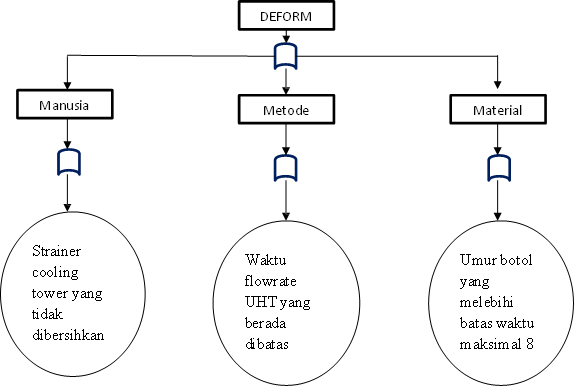 DEFORM
Manusia
Metode
Material
Strainer
cooling
tower yang
tidak
dibersihkan
Waktu
flowrate
UHT yang
berada
dibatas
Umur botol
yang
melebihi
batas waktu
maksimal 8